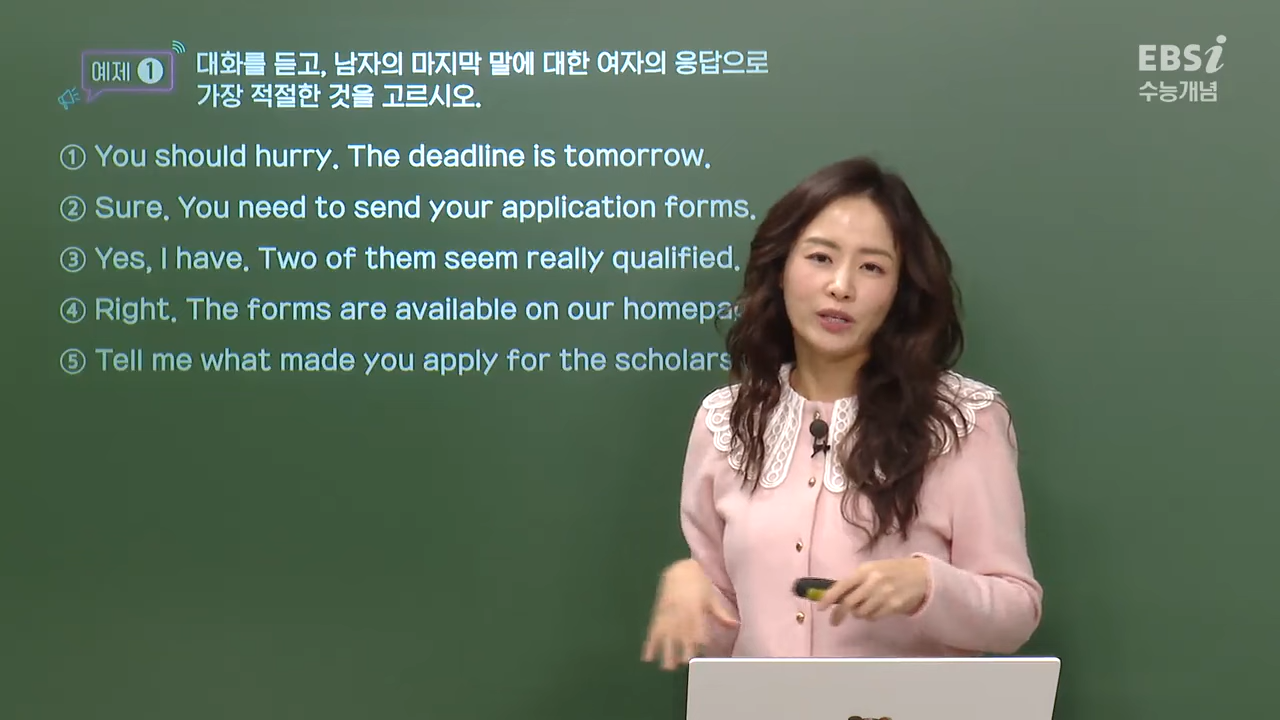 예제 1
대화를 듣고, 남자의 마지막 말에 대한 여자의 응답으로
가장 적절한 것을 고르시오.
EBSi
수능개념
① You should hurry. The deadline is tomorrow.
② Sure. You need to send your application forms.
③ Yes, I have. Two of them seem really qualified.
④ Right. The forms are available on our
⑤ Tell me what made you apply for the